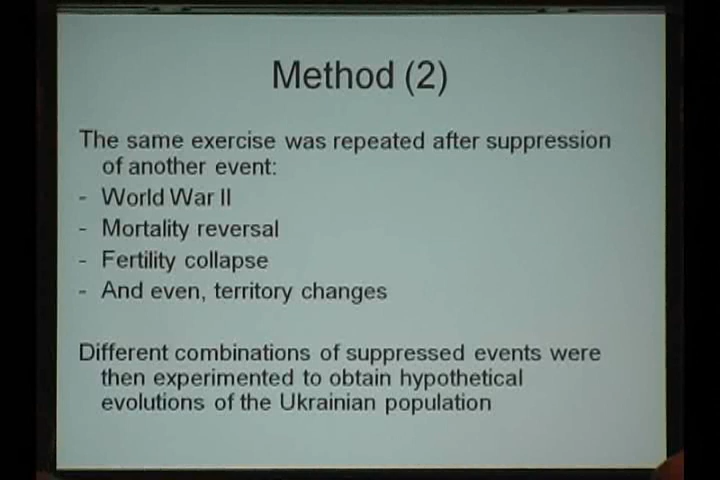 Method (2)
The same exercise was repeated after suppression
of another event:
- World War II
- Mortality reversal
- Fertility collapse
- And even, territory changes
Different combinations of suppressed events were
then experimented to obtain hypothetical
evolutions of the Ukrainian population